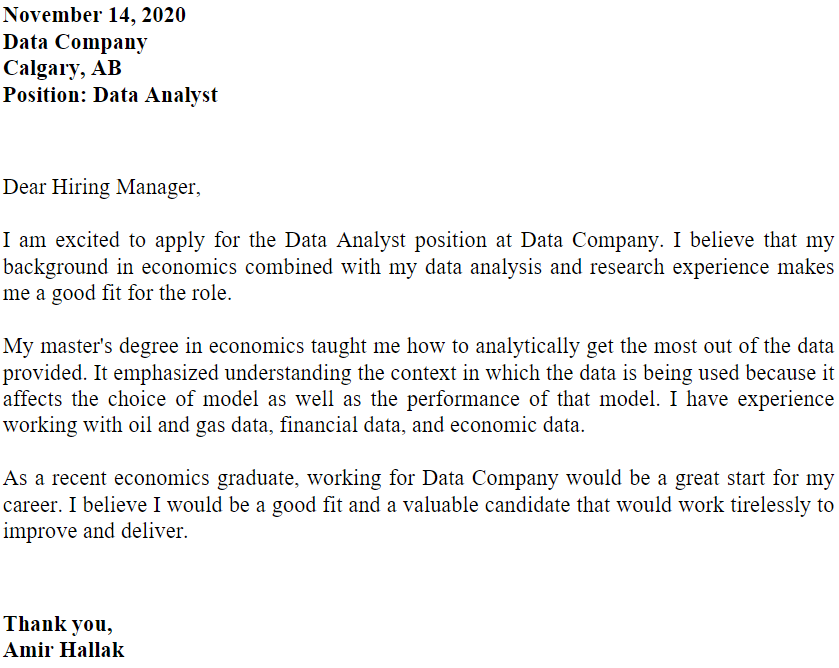 November 14, 2020
Data Company
Calgary, AB
Position: Data Analyst
Dear Hiring Manager,
I am excited to apply for the Data Analyst position at Data Company. I believe that my
background in economics combined with my data analysis and research experience makes
me a good fit for the role.
My master's degree in economics taught me how to analytically get the most out of the data
provided. It emphasized understanding the context in which the data is being used because it
affects the choice of model as well as the performance of that model. I have experience
working with oil and gas data, financial data, and economic data.
As a recent economics graduate, working for Data Company would be a great start for my
career. I believe I would be a good fit and a valuable candidate that would work tirelessly to
improve and deliver.
Thank you,
Amir Hallak